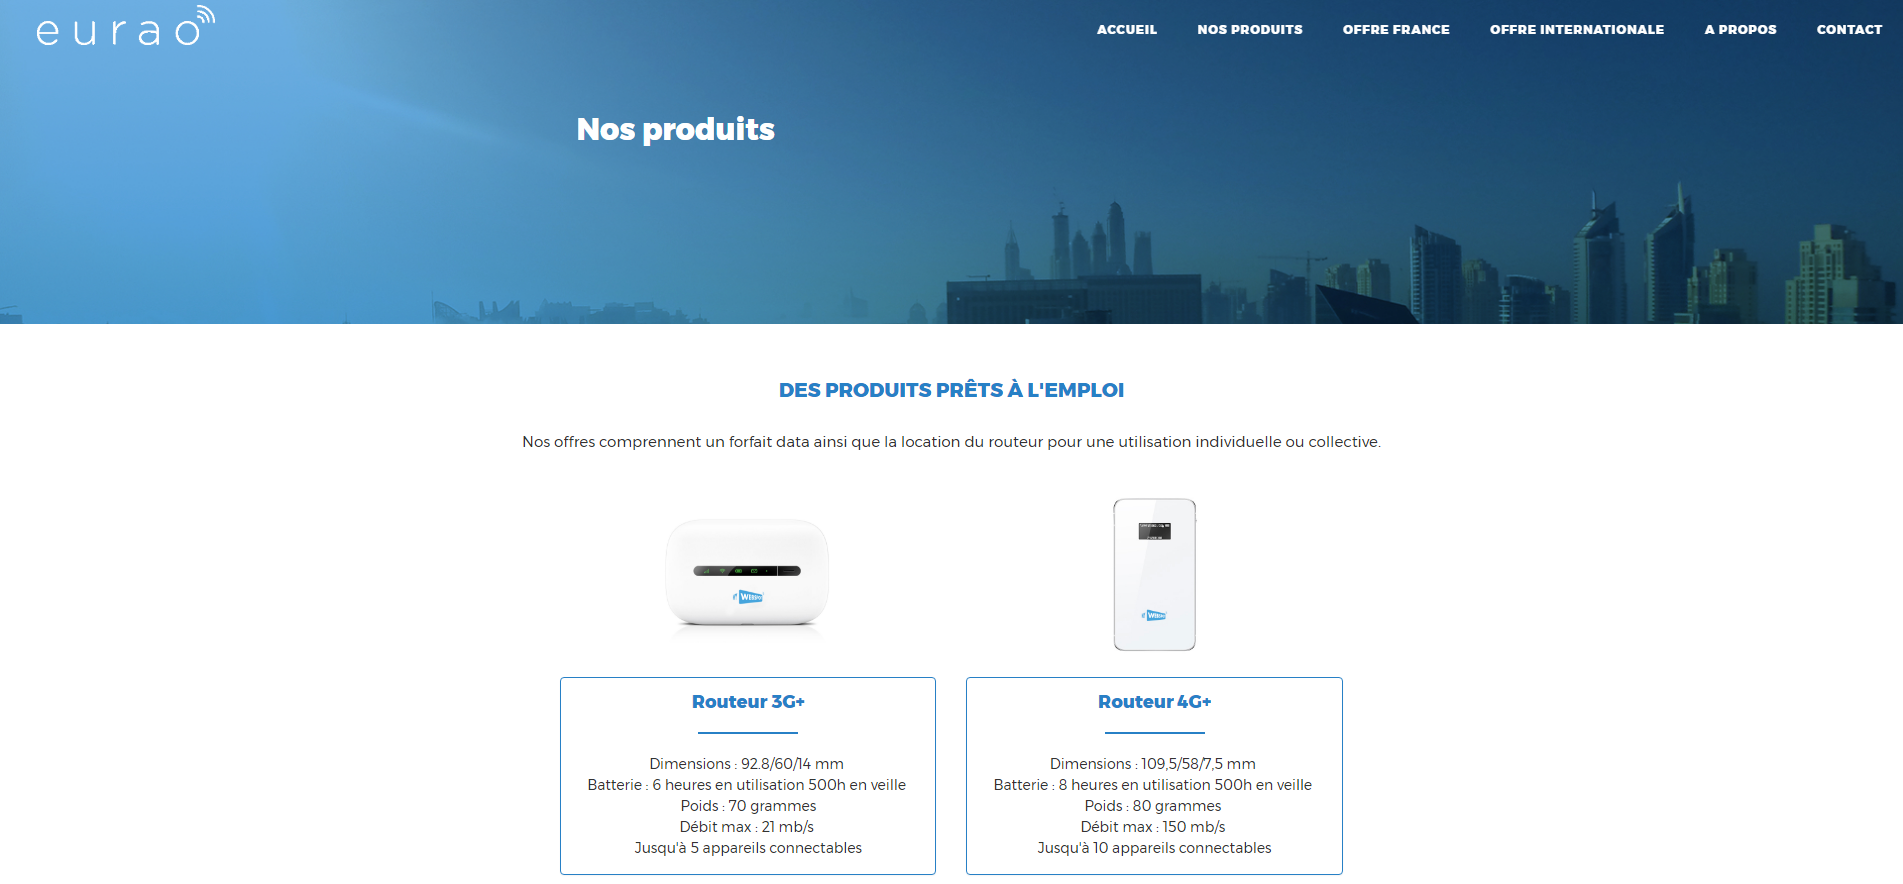 eurao
ACCUEIL NOS PRODUITS OFFRE FRANCE OFFRE INTERNATIONALE A PROPOS CONTACT
Nos produits
DES PRODUITS PRÊTS À L'EMPLOI
Nos offres comprennent un forfait data ainsi que la location du routeur pour une utilisation individuelle ou collective.
Routeur 3G+
Dimensions : 92.8/60/14 mm
Batterie : 6 heures en utilisation 500h en veille
Poids : 70 grammes
Débit max : 21 mb/s
Jusqu'à 5 appareils connectables
Routeur 4G+
Dimensions : 109,5/58/7,5 mm
Batterie : 8 heures en utilisation 500h en veille
Poids : 80 grammes
Débit max : 150 mb/s
Jusqu'à 10 appareils connectables